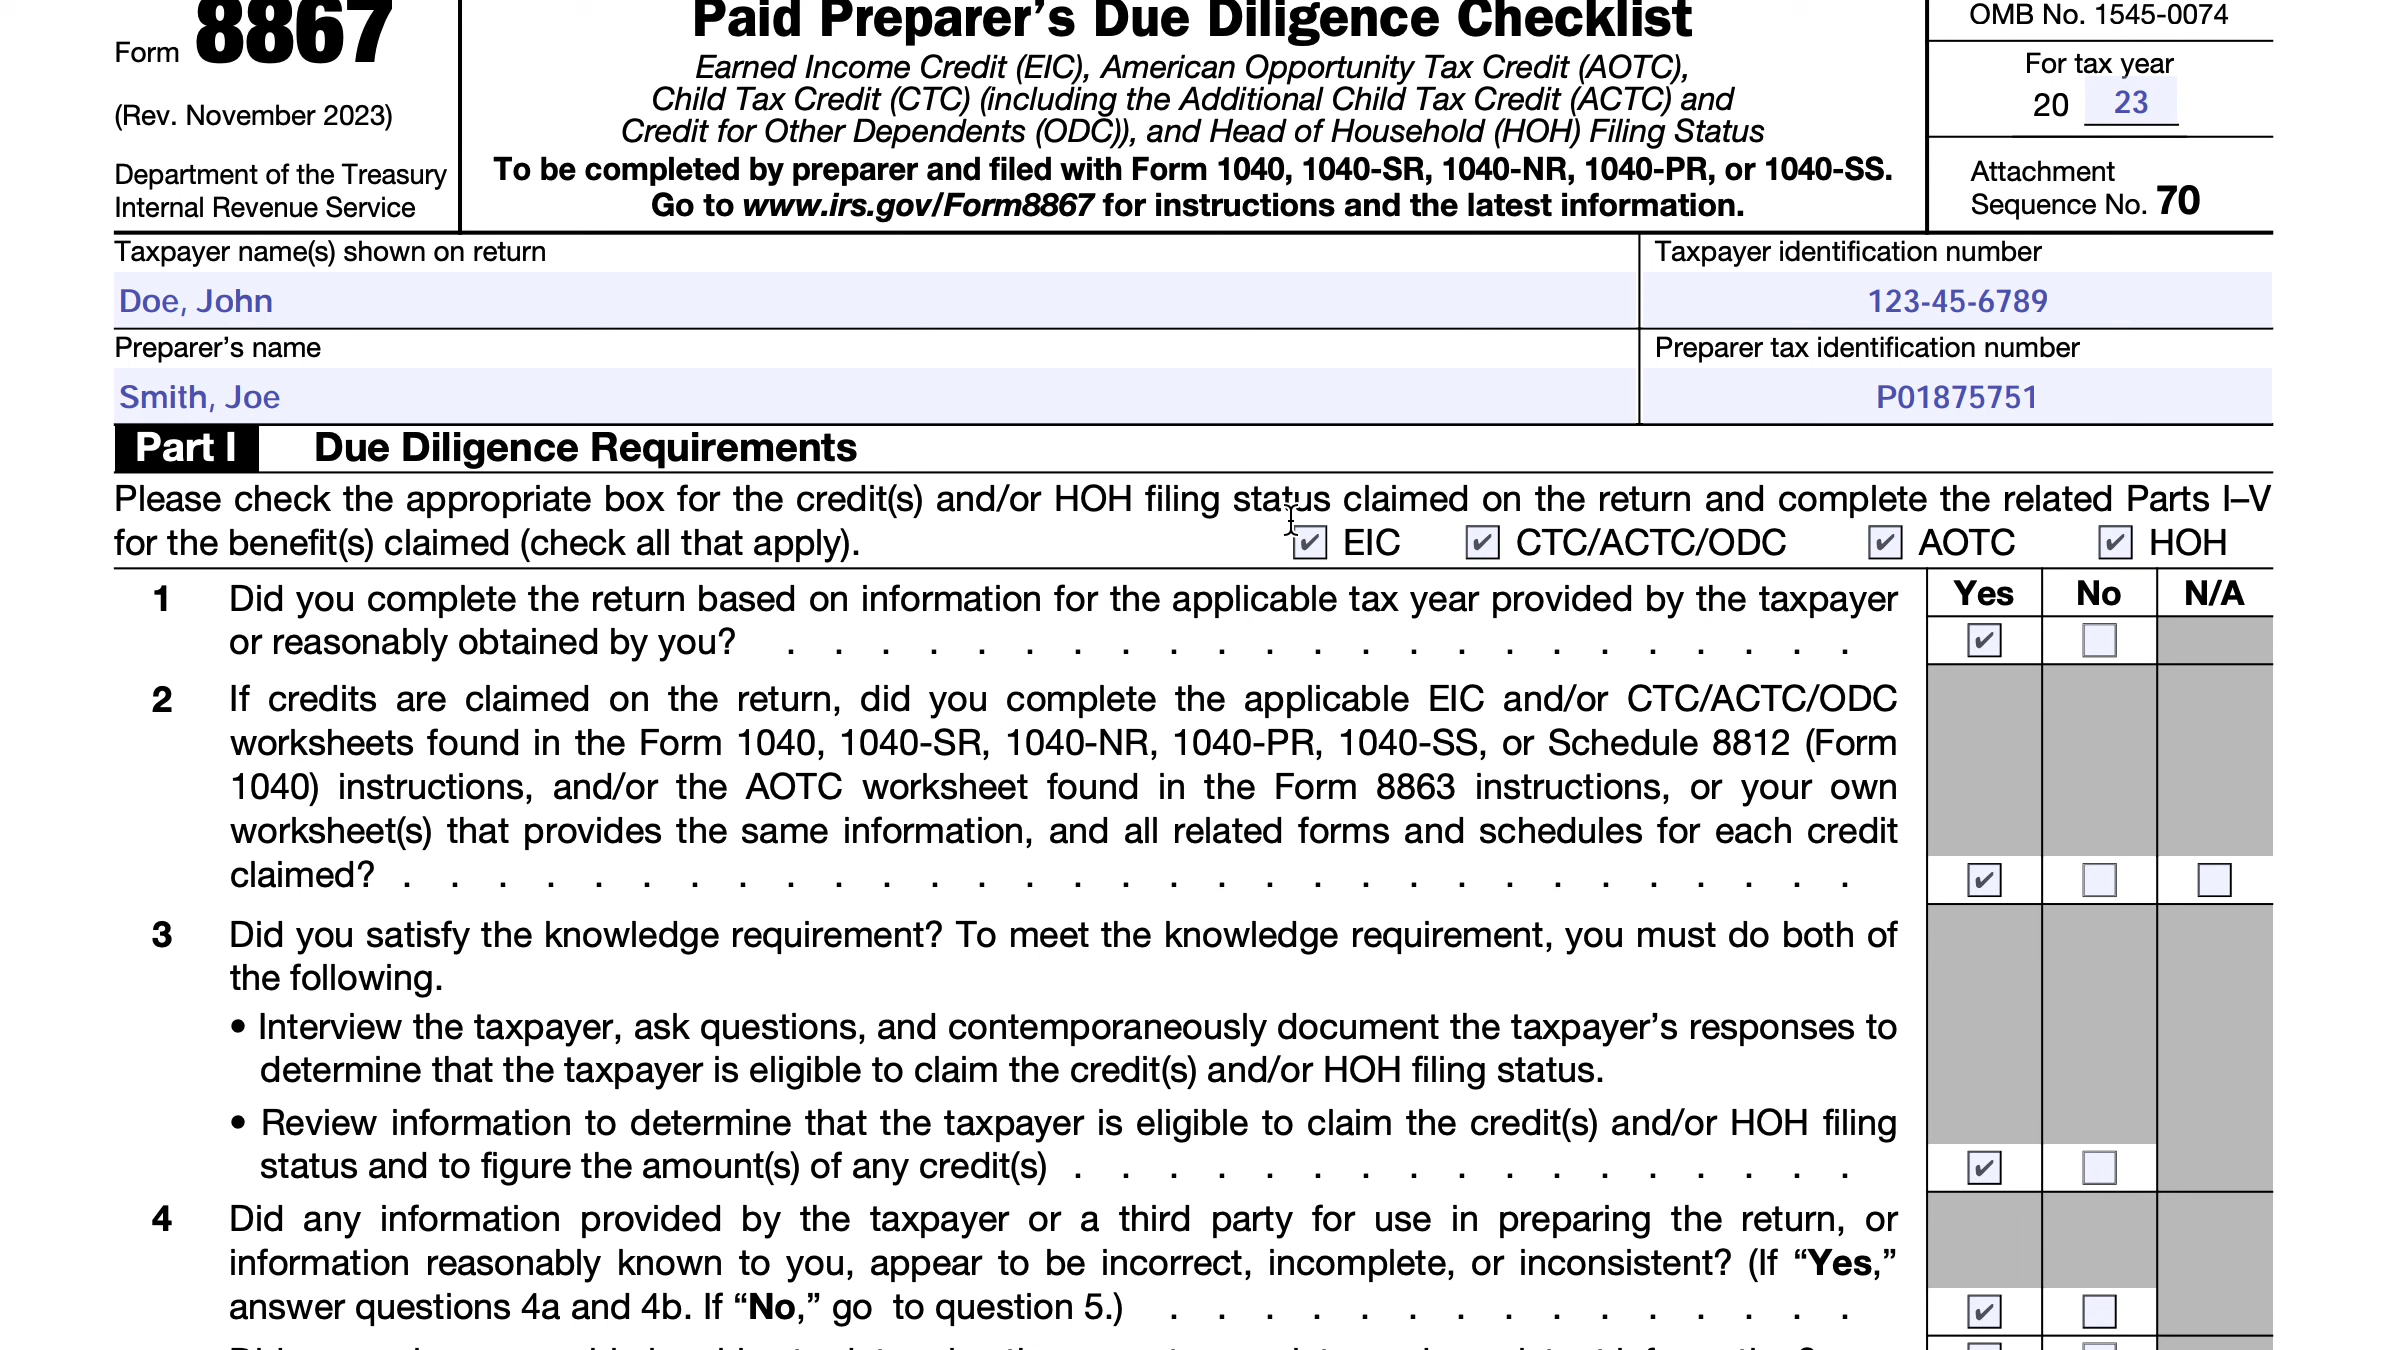 Form 8867
(Rev. November 2023)
Department of the Treasury
Internal Revenue Service
Paid Preparer’s Due Diligence Checklist
Earned Income Credit (EIC), American Opportunity Tax Credit (AOTC),
Child Tax Credit (CTC) (including the Additional Child Tax Credit (ACTC) and
Credit for Other Dependents (ODC)), and Head of Household (HOH) Filing Status
To be completed by preparer and filed with Form 1040, 1040-SR, 1040-NR, 1040-PR, or 1040-SS.
Go to www.irs.gov/Form8867 for instructions and the latest information.
OMB No. 1545-0074
For tax year
20 23
Attachment
Sequence No. 70
Taxpayer name(s) shown on return
Doe, John
Taxpayer identification number
123-45-6789
Preparer’s name
Smith, Joe
Preparer tax identification number
P01875751
Part I Due Diligence Requirements
Please check the appropriate box for the credit(s) and/or HOH filing status claimed on the return and complete the related Parts I–V
for the benefit(s) claimed (check all that apply). EIC CTC/ACTC/ODC AOTC HOH
Yes No N/A
1 Did you complete the return based on information for the applicable tax year provided by the taxpayer
or reasonably obtained by you? . . . . . . . . . . . . . . . . . . . . . . .
2 If credits are claimed on the return, did you complete the applicable EIC and/or CTC/ACTC/ODC
worksheets found in the Form 1040, 1040-SR, 1040-NR, 1040-PR, 1040-SS, or Schedule 8812 (Form
1040) instructions, and/or the AOTC worksheet found in the Form 8863 instructions, or your own
worksheet(s) that provides the same information, and all related forms and schedules for each credit
claimed? . . . . . . . . . . . . . . . . . . . . . . . . . . . . . . .
3 Did you satisfy the knowledge requirement? To meet the knowledge requirement, you must do both of
the following.
• Interview the taxpayer, ask questions, and contemporaneously document the taxpayer’s responses to
determine that the taxpayer is eligible to claim the credit(s) and/or HOH filing status.
• Review information to determine that the taxpayer is eligible to claim the credit(s) and/or HOH filing
status and to figure the amount(s) of any credit(s) . . . . . . . . . . . . . . . . .
4 Did any information provided by the taxpayer or a third party for use in preparing the return, or
information reasonably known to you, appear to be incorrect, incomplete, or inconsistent? (If “Yes,”
answer questions 4a and 4b. If “No,” go to question 5.) . . . . . . . . . . . . . . .